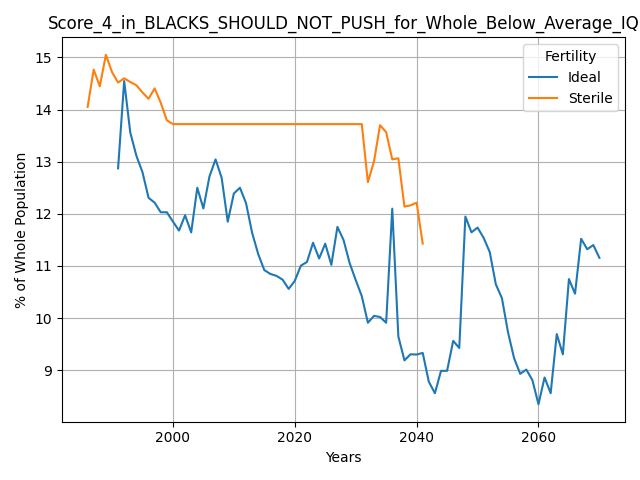 Score_4_in_BLACKS_SHOULD_NOT_PUSH_for_Whole_Below_Average_IQ
15
14
13
12
11
10
9
% of Whole Population
Fertility
Ideal
Sterile
2000
2020
2040
2060
Years